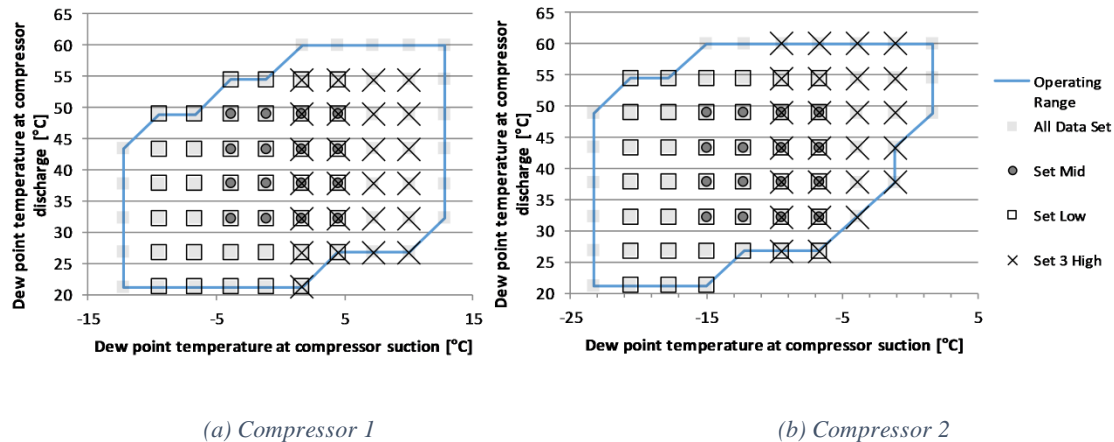 Dew point temperature at compressor
discharge [°C]
65
60
55
50
45
40
35
30
25
20
-15
-5
5
15
Dew point temperature at compressor suction [°C]
(a) Compressor 1
Dew point temperature at compressor
discharge [°C]
65
60
55
50
45
40
35
30
25
20
-25
-15
-5
5
Dew point temperature at compressor suction [°C]
(b) Compressor 2
Operating
Range
All Data Set
Set Mid
Set Low
Set 3 High